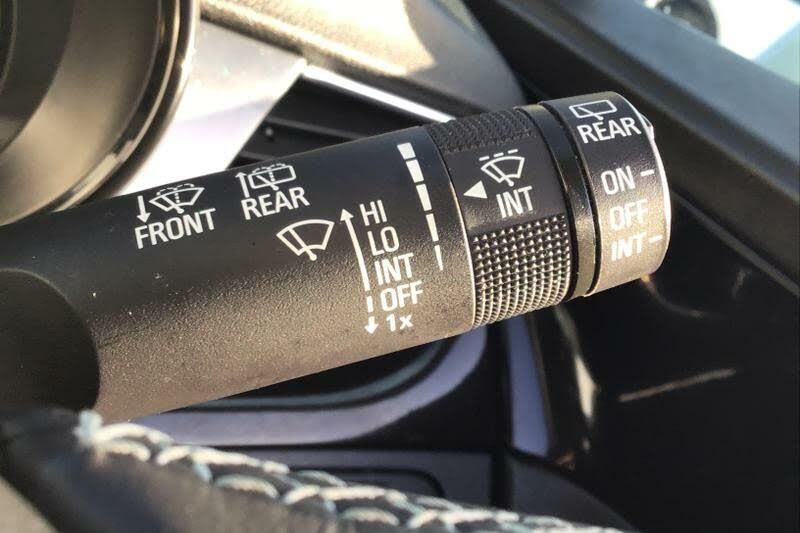 FRONT
REAR
HI
LO
INT
OFF
1x
INT
REAR
ON
OFF
INT